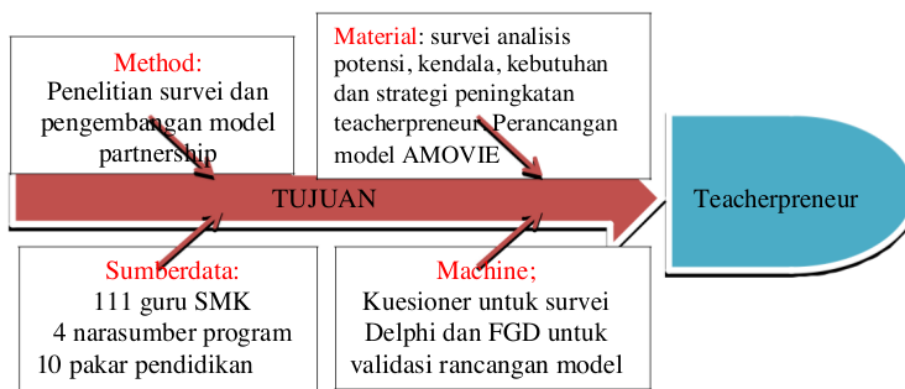 Method:
Penelitian survei dan
pengembangan model
partnership
Material: survei analisis
potensi, kendala, kebutuhan
dan strategi peningkatan
teacherpreneur. Perancangan
model AMOVIE
TUJUAN
Teacherpreneur
Sumberdata:
111 guru SMK
4 narasumber program
10 pakar pendidikan
Machine;
Kuesioner untuk survei
Delphi dan FGD untuk
validasi rancangan model